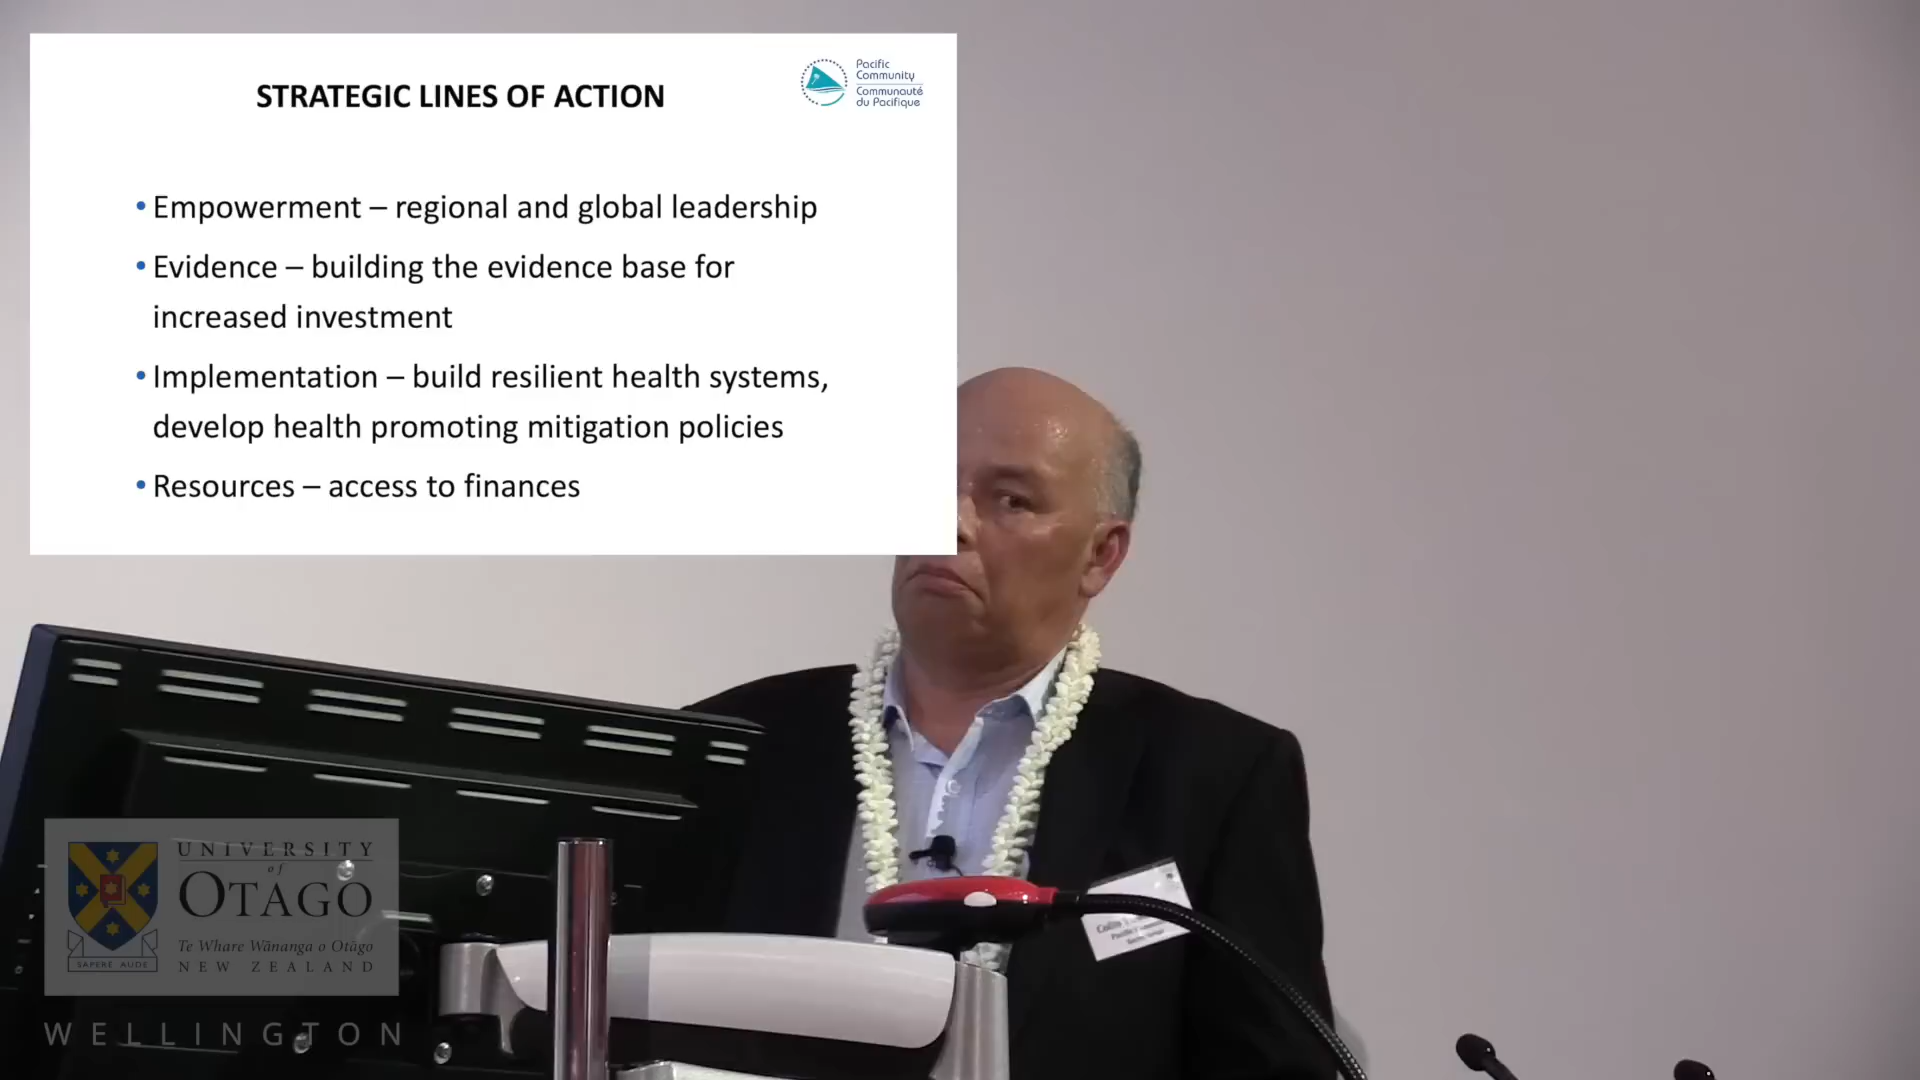 STRATEGIC LINES OF ACTION
Pacific
Community
Communauté
du Pacifique
• Empowerment – regional and global leadership
• Evidence – building the evidence base for
increased investment
• Implementation – build resilient health systems,
develop health promoting mitigation policies
• Resources – access to finances
UNIVERSITY
of
OTAGO
Te Whare Wānanga o Otāgo
NEW ZEALAND
SAPERE AUDE
WELLINGTON
Colin
Pacific